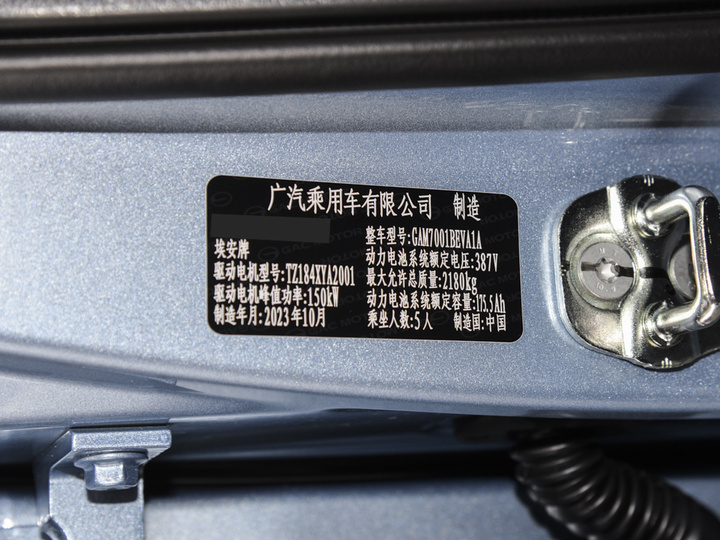 广汽乘用车有限公司 制造
整车型号:GAM7001BEVA1A
埃安牌 动力电池系统额定电压:387V
驱动电机型号:TZ184XYA2001 最大允许总质量:2180kg
驱动电机峰值功率:150kW 动力电池系统额定容量:175.5Ah
制造年月:2023年10月 乘坐人数:5人 制造国:中国